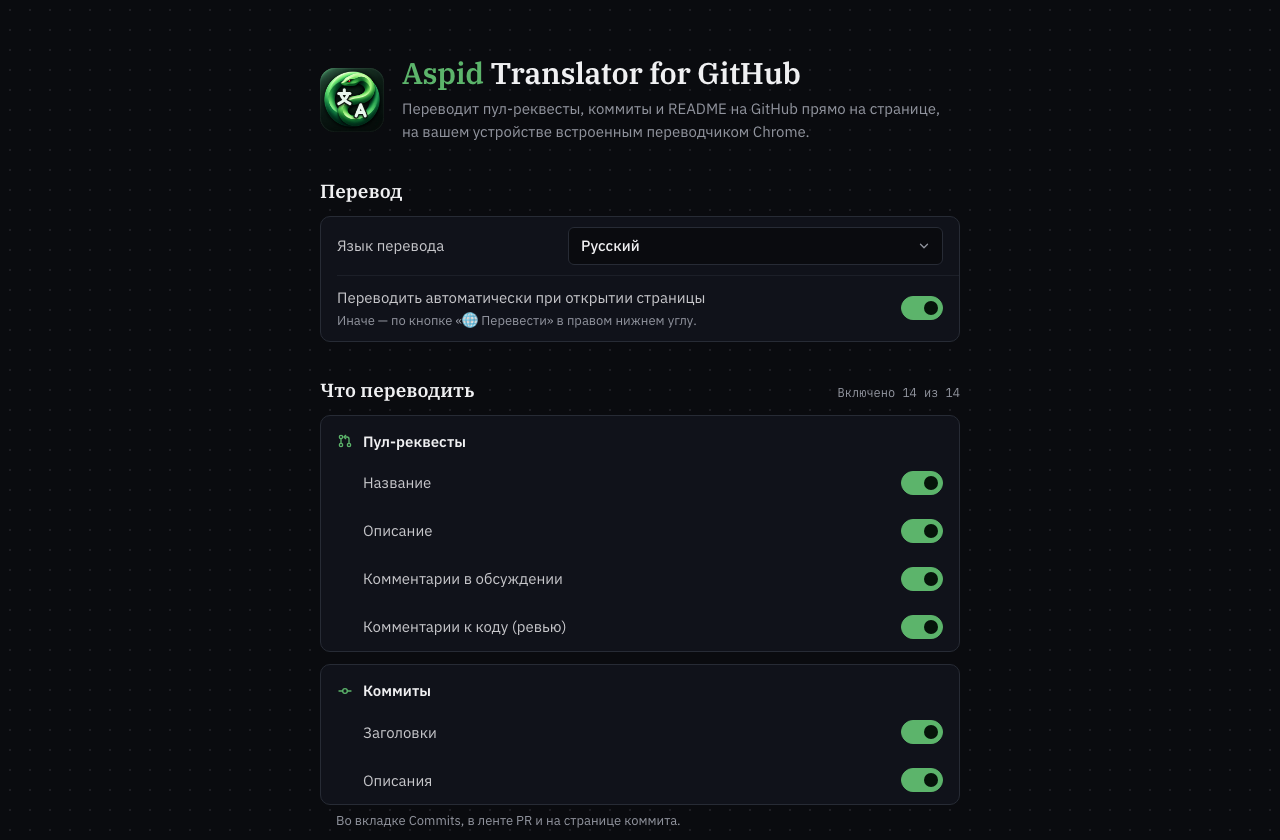 Aspid Translator for GitHub
Переводит пул-реквесты, коммиты и README на GitHub прямо на странице,
на вашем устройстве встроенным переводчиком Chrome.
Перевод
Язык перевода
Русский
Переводить автоматически при открытии страницы
Иначе — по кнопке «🌐 Перевести» в правом нижнем углу.
Что переводить
Включено 14 из 14
Пул-реквесты
Название
Описание
Комментарии в обсуждении
Комментарии к коду (ревью)
Коммиты
Заголовки
Описания
Во вкладке Commits, в ленте PR и на странице коммита.